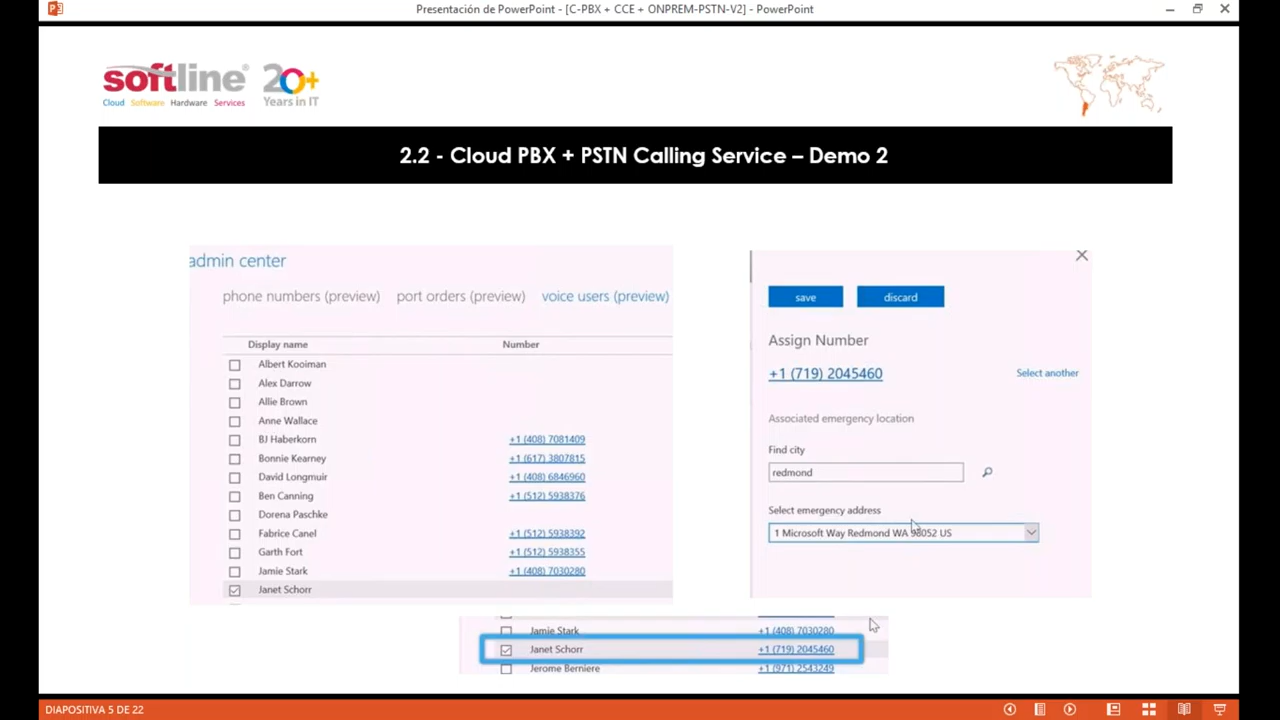 Presentación de PowerPoint - [C-PBX + CCE + ONPREM-PSTN-V2] - PowerPoint
softline® 20+
Cloud Software Hardware Services Years in IT
2.2 - Cloud PBX + PSTN Calling Service – Demo 2
admin center
phone numbers (preview) port orders (preview) voice users (preview)
Display name Number
Albert Kooiman
Alex Darrow
Allie Brown
Anne Wallace
BJ Haberkorn +1 (408) 7081409
Bonnie Kearney +1 (617) 3807815
David Longmuir +1 (408) 6846960
Ben Canning +1 (512) 5938376
Dorena Paschke
Fabrice Canel +1 (512) 5938392
Garth Fort +1 (512) 5938355
Jamie Stark +1 (408) 7030280
Janet Schorr
save discard
Assign Number
+1 (719) 2045460 Select another
Associated emergency location
Find city
redmond
Select emergency address
1 Microsoft Way Redmond WA 98052 US
Jamie Stark +1 (408) 7030280
Janet Schorr +1 (719) 2045460
Jerome Berniere +1 (971) 2543249
DIAPOSITIVA 5 DE 22